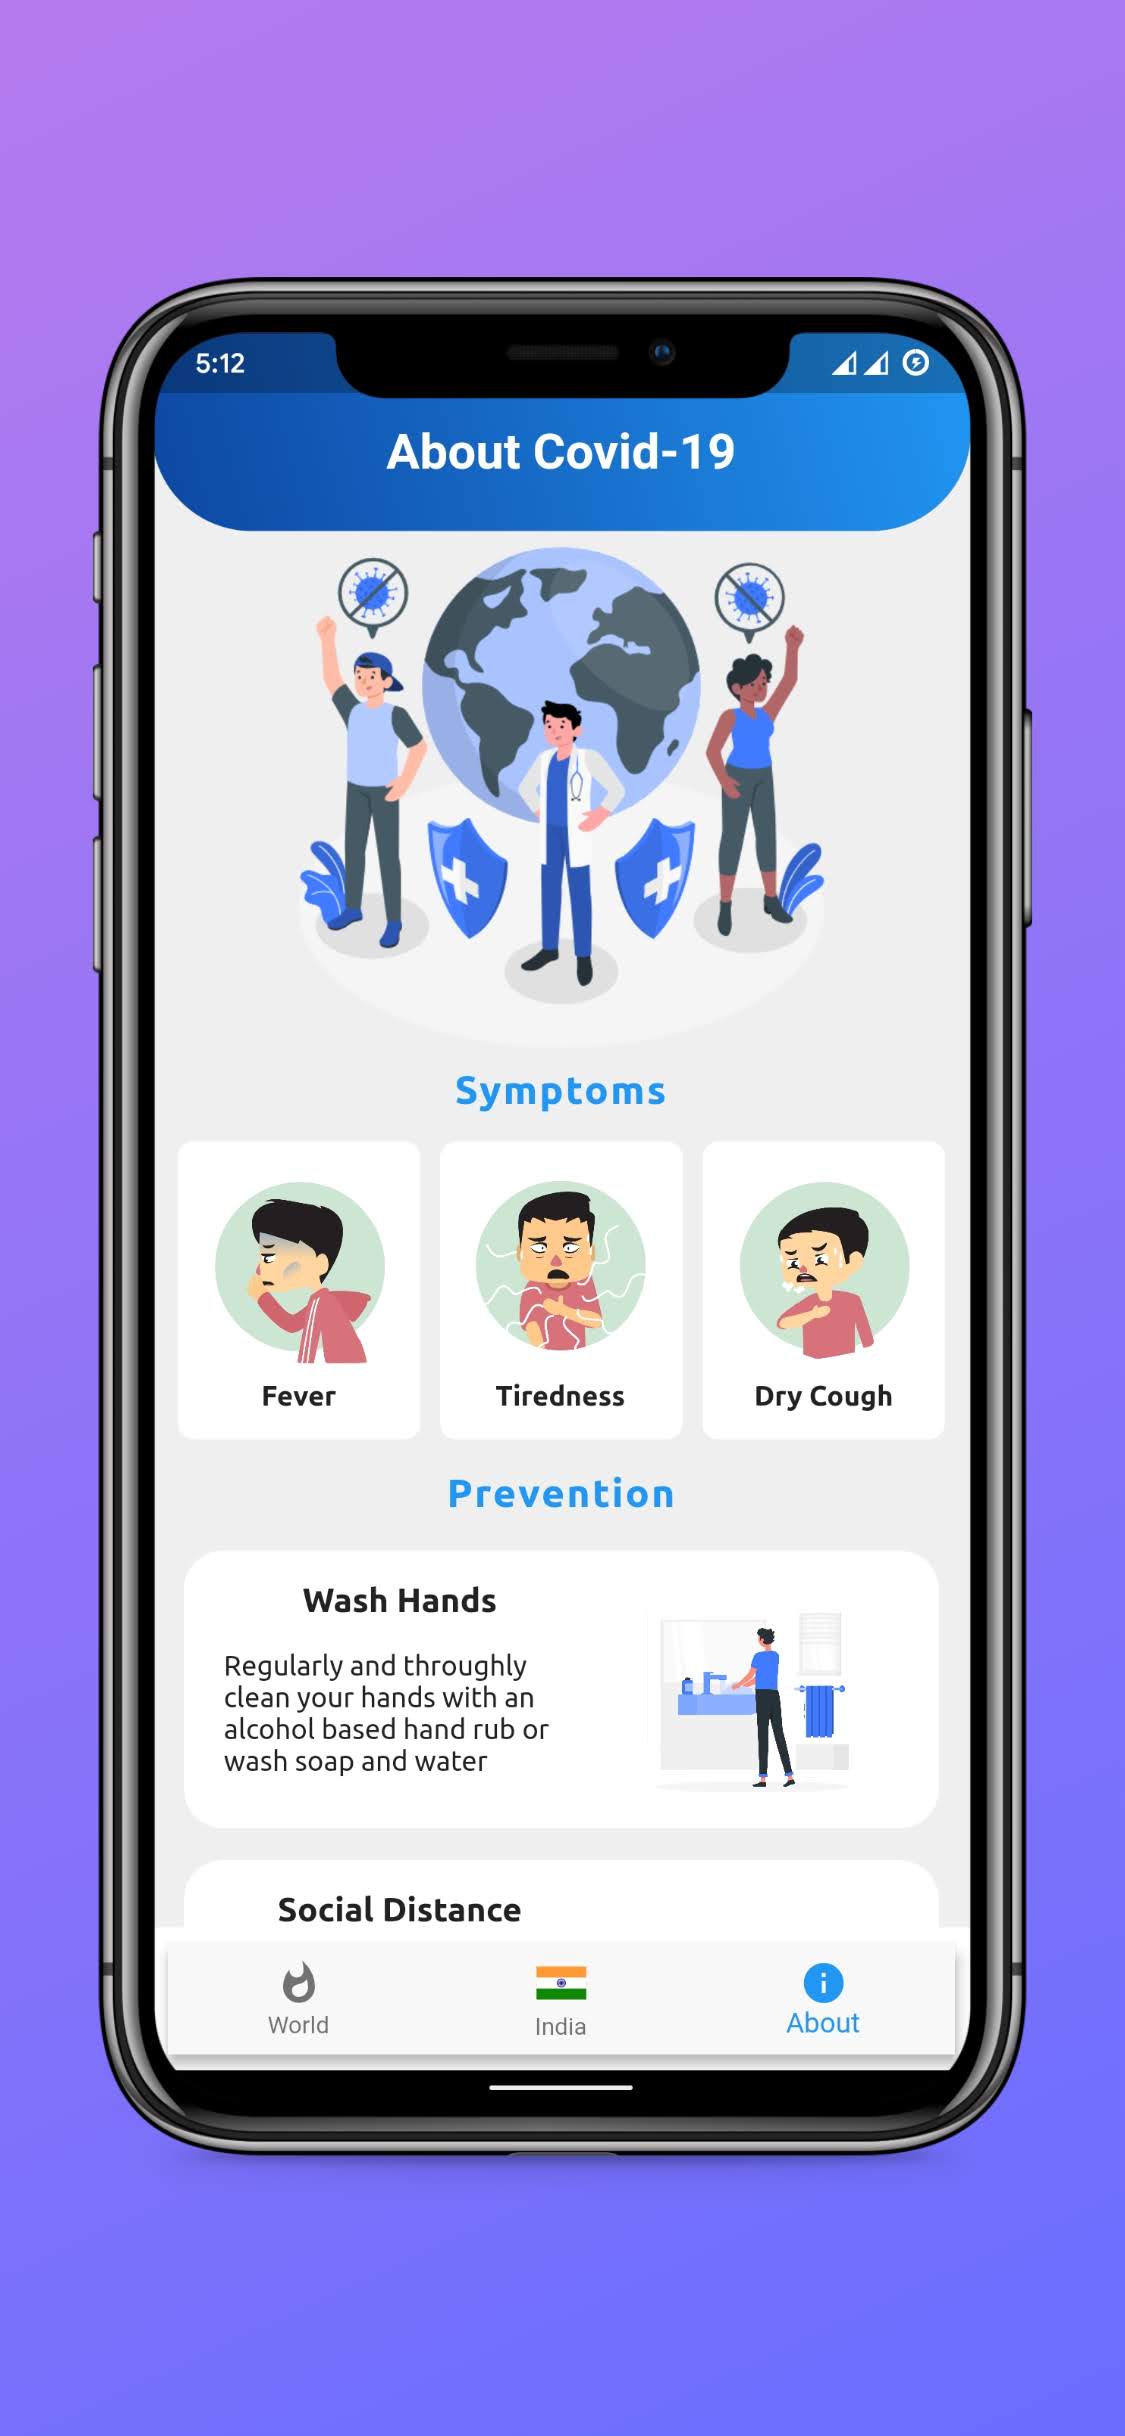 5:12
About Covid-19
Symptoms
Fever
Tiredness
Dry Cough
Prevention
Wash Hands
Regularly and throughly
clean your hands with an
alcohol based hand rub or
wash soap and water
Social Distance
World
India
About